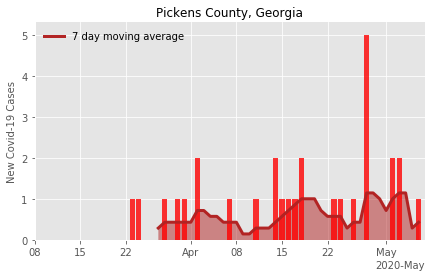 Pickens County, Georgia
7 day moving average
New Covid-19 Cases
5
4
3
2
1
0
08
15
22
Apr
08
15
22
May
2020-May